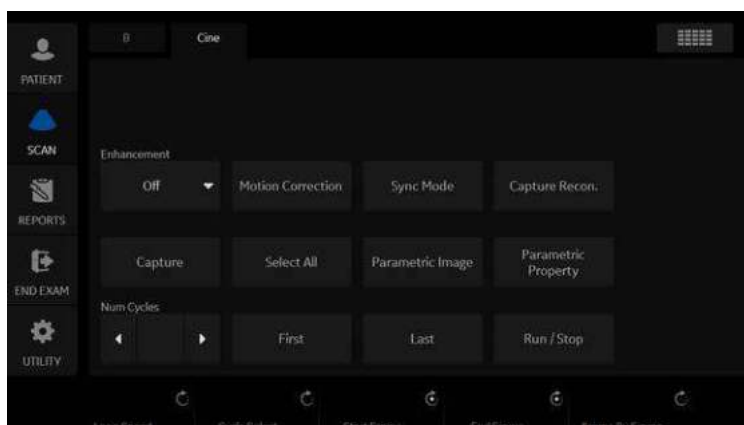 B
Cine
PATIENT
SCAN
Enhancement
Off
Motion Correction
Sync Mode
Capture Recon.
REPORTS
Capture
Select All
Parametric Image
Parametric
Property
END EXAM
Num Cycles
First
Last
Run / Stop
UTILITY